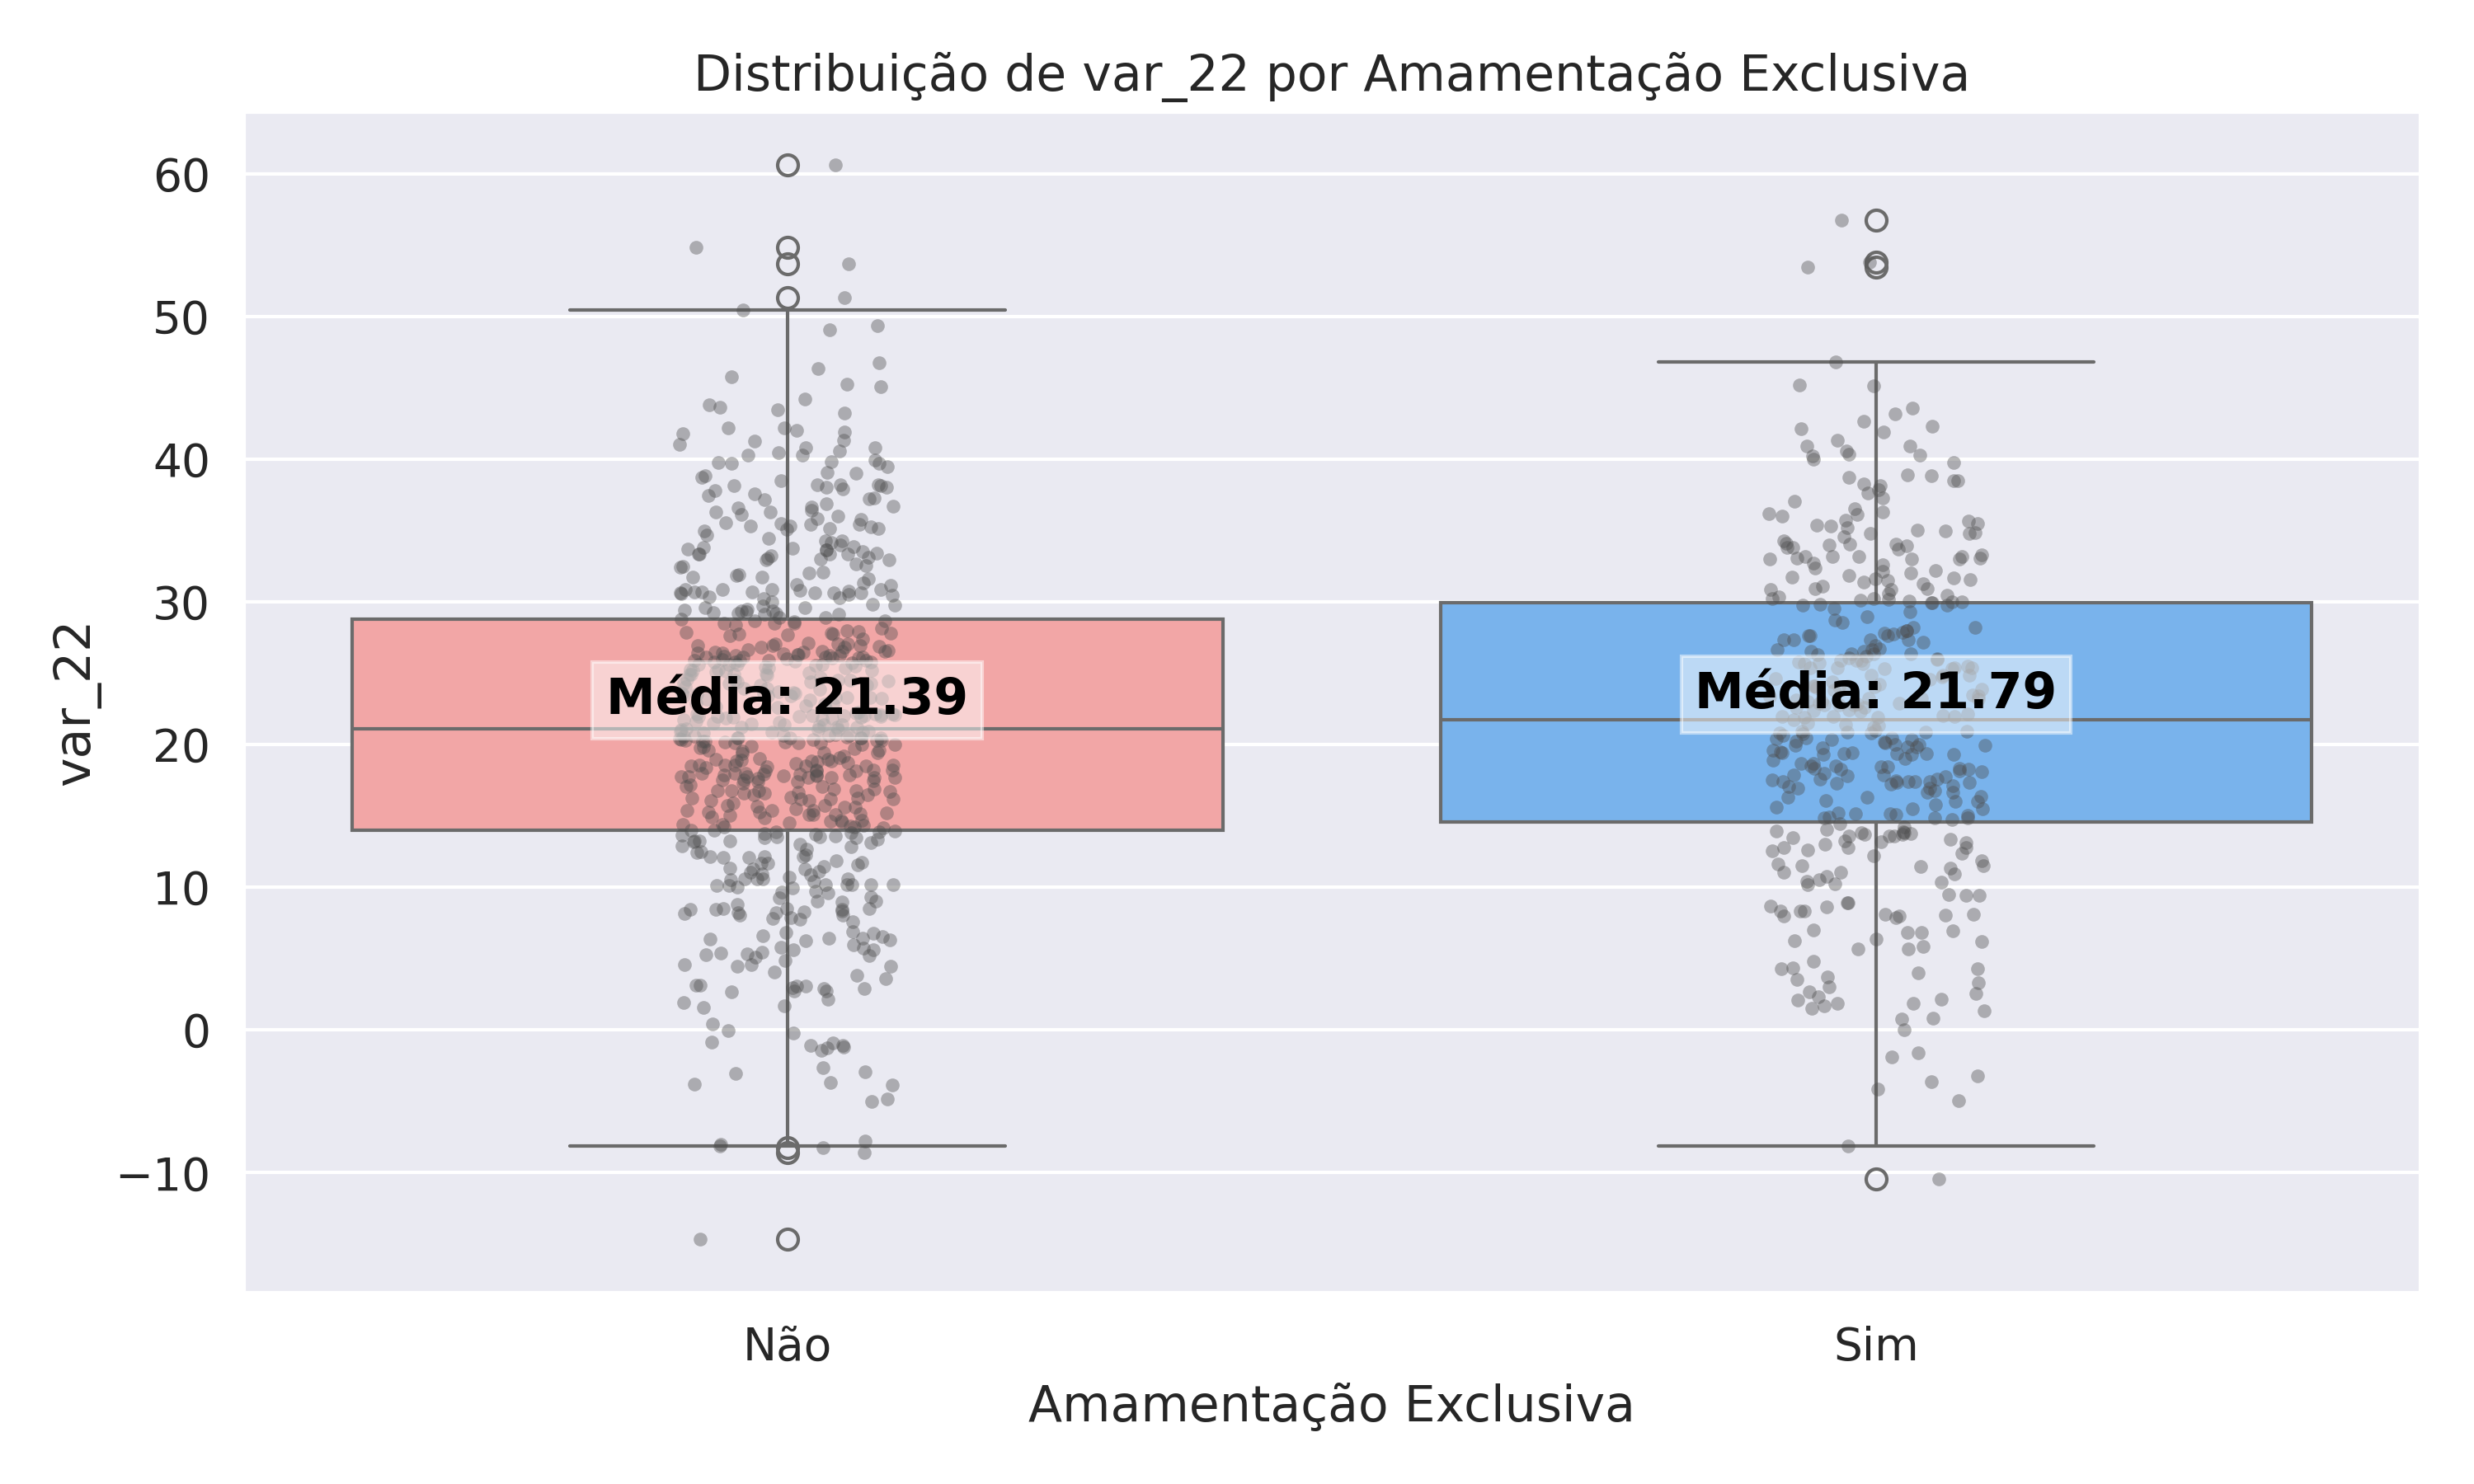 Distribuição de var_22 por Amamentação Exclusiva
60
50
40
30
20
10
0
−10
var_22
Média: 21.39
Média: 21.79
Não
Sim
Amamentação Exclusiva